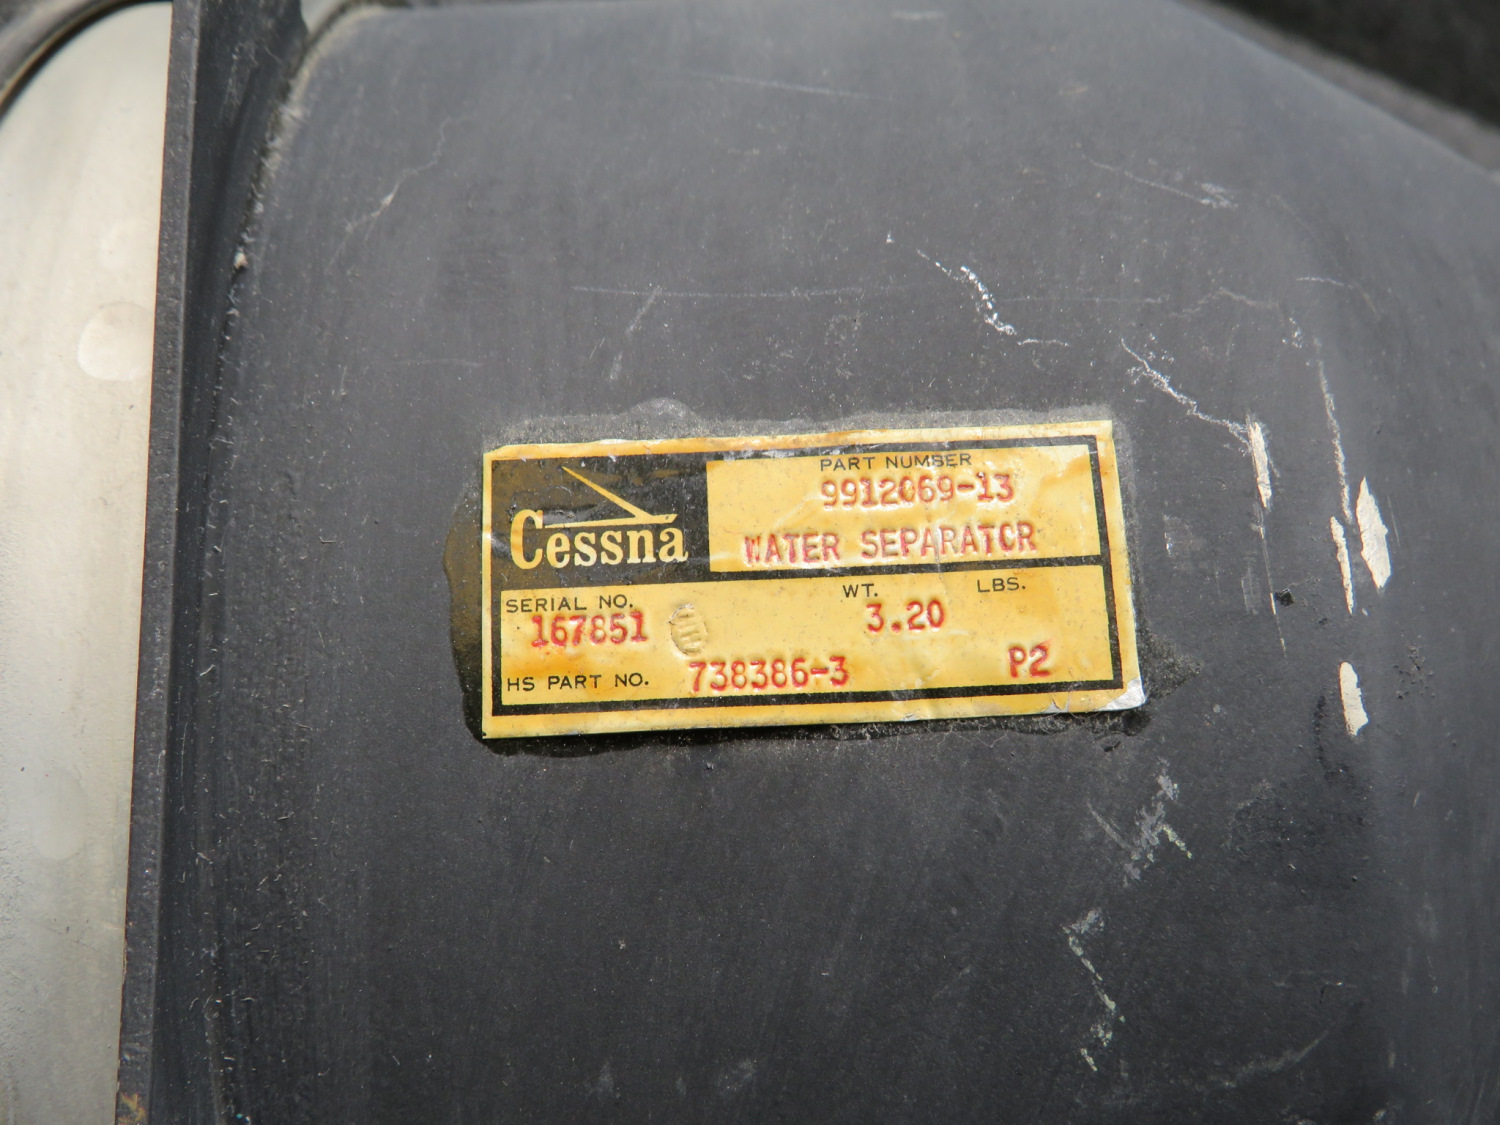 Cessna
PART NUMBER
9912069-13
WATER SEPARATOR
SERIAL NO.
167851
WT.
3.20
LBS.
HS PART NO.
738386-3
P2